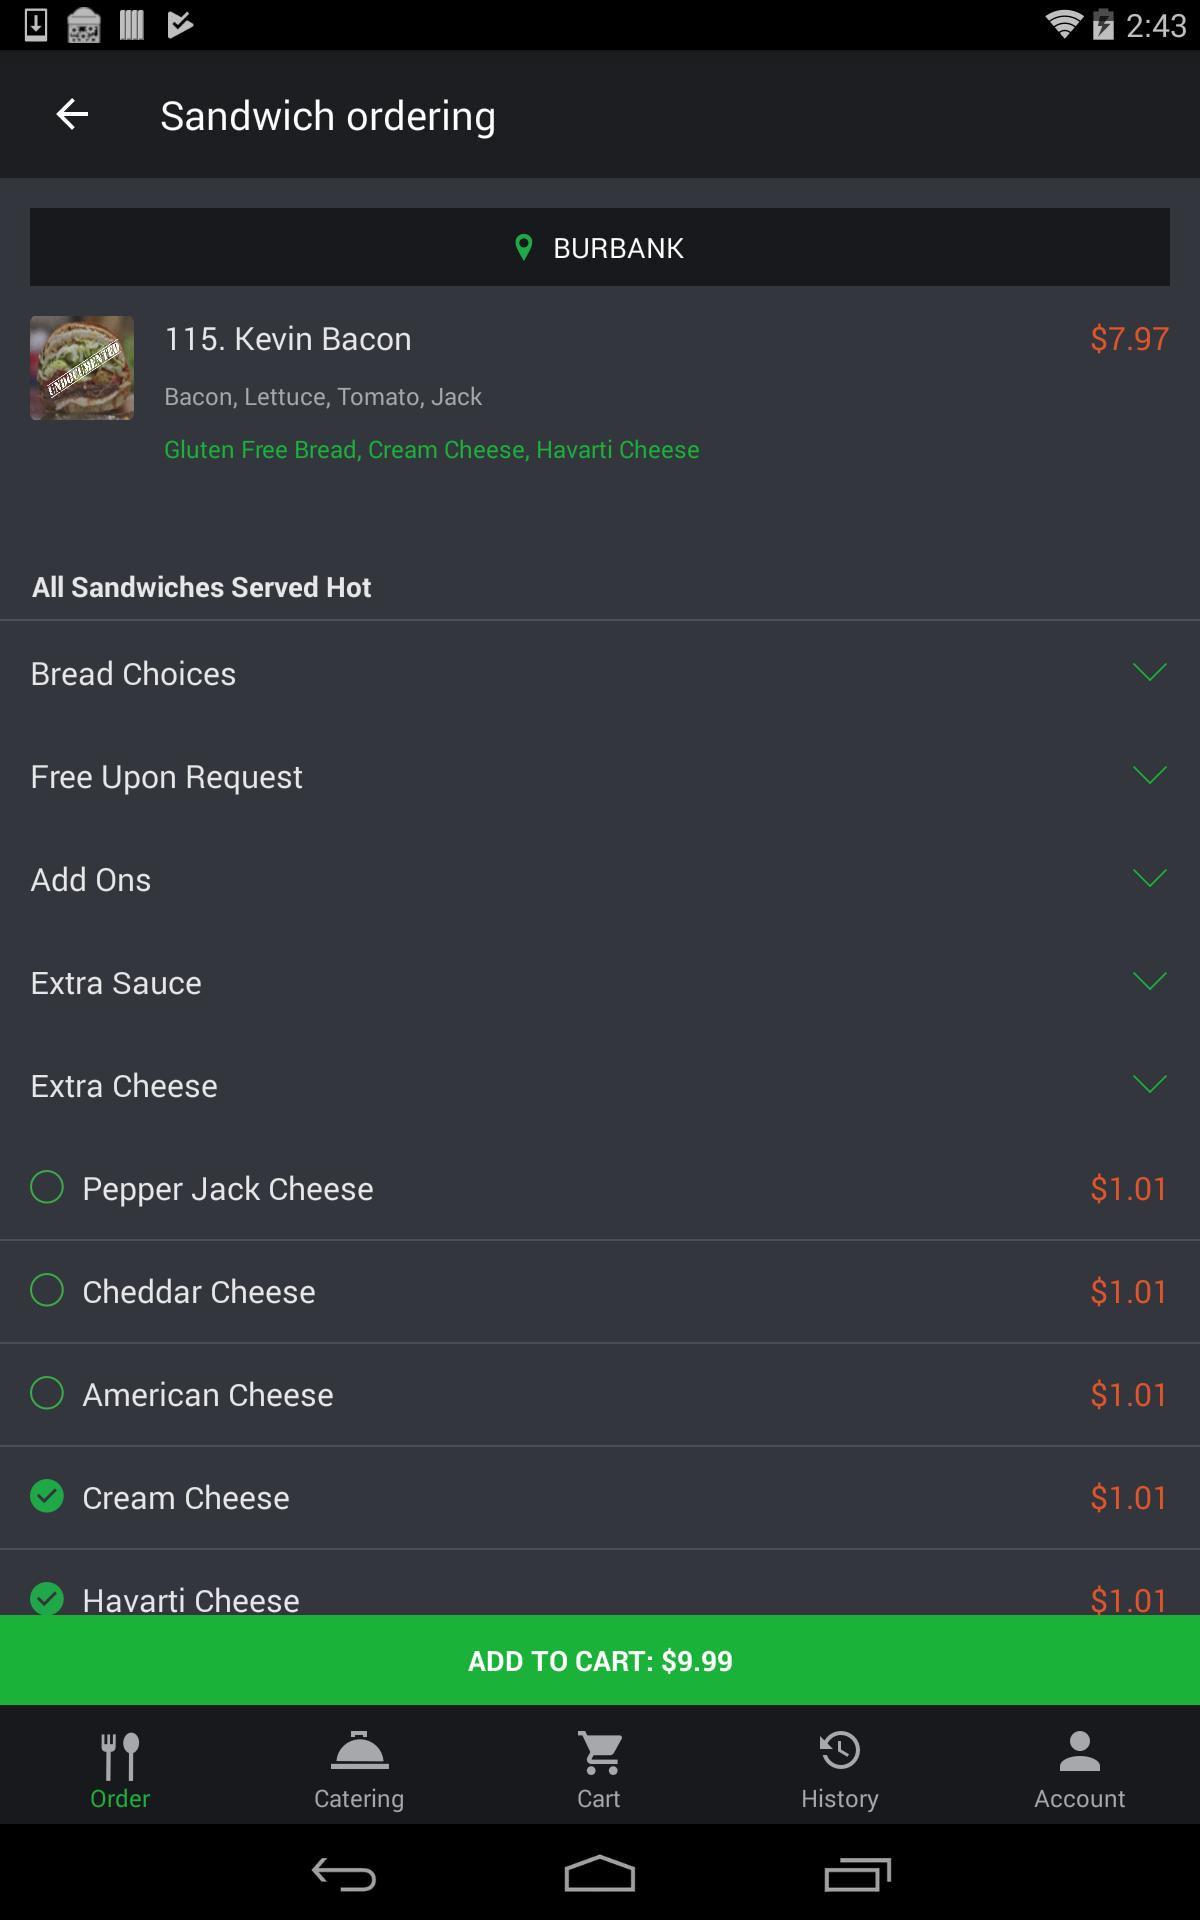 2:43
Sandwich ordering
BURBANK
115. Kevin Bacon
$7.97
UNDOCUMENTED
Bacon, Lettuce, Tomato, Jack
Gluten Free Bread, Cream Cheese, Havarti Cheese
All Sandwiches Served Hot
Bread Choices
Free Upon Request
Add Ons
Extra Sauce
Extra Cheese
Pepper Jack Cheese $1.01
Cheddar Cheese $1.01
American Cheese $1.01
Cream Cheese $1.01
Havarti Cheese $1.01
ADD TO CART: $9.99
Order Catering Cart History Account